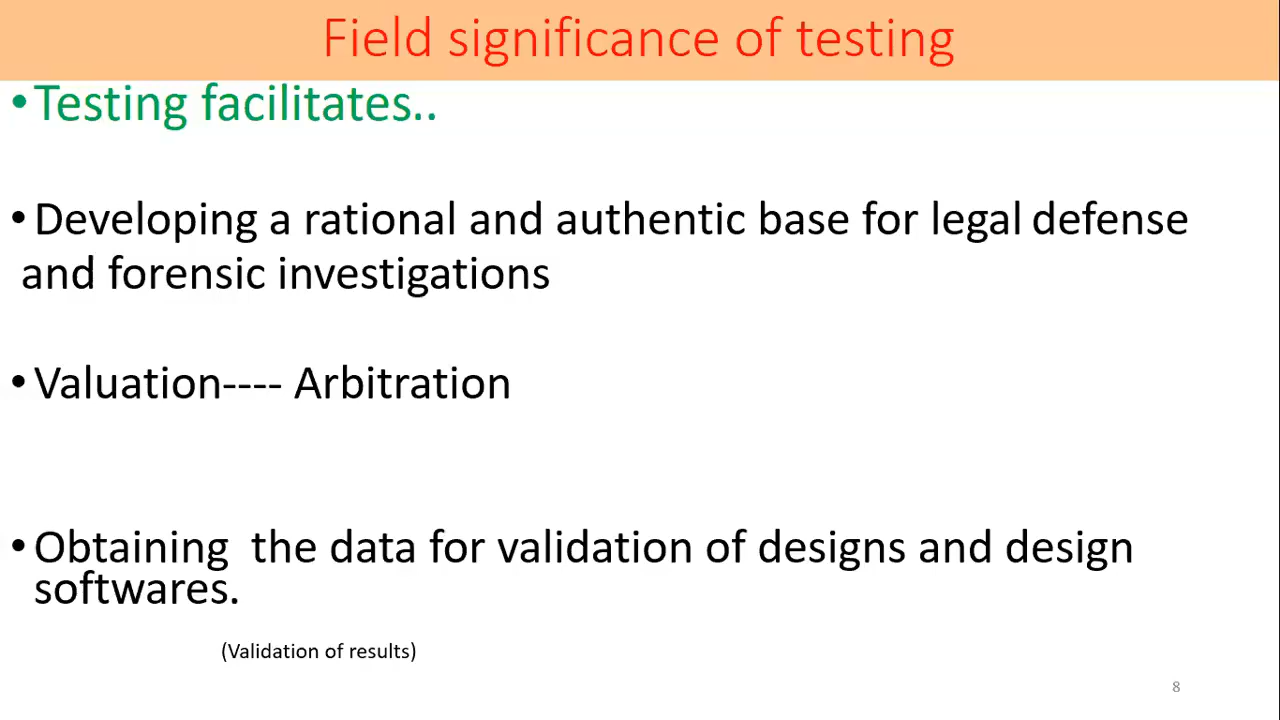 Field significance of testing
•Testing facilitates..
•Developing a rational and authentic base for legal defense
and forensic investigations
•Valuation---- Arbitration
•Obtaining  the data for validation of designs and design
softwares.
(Validation of results)
8